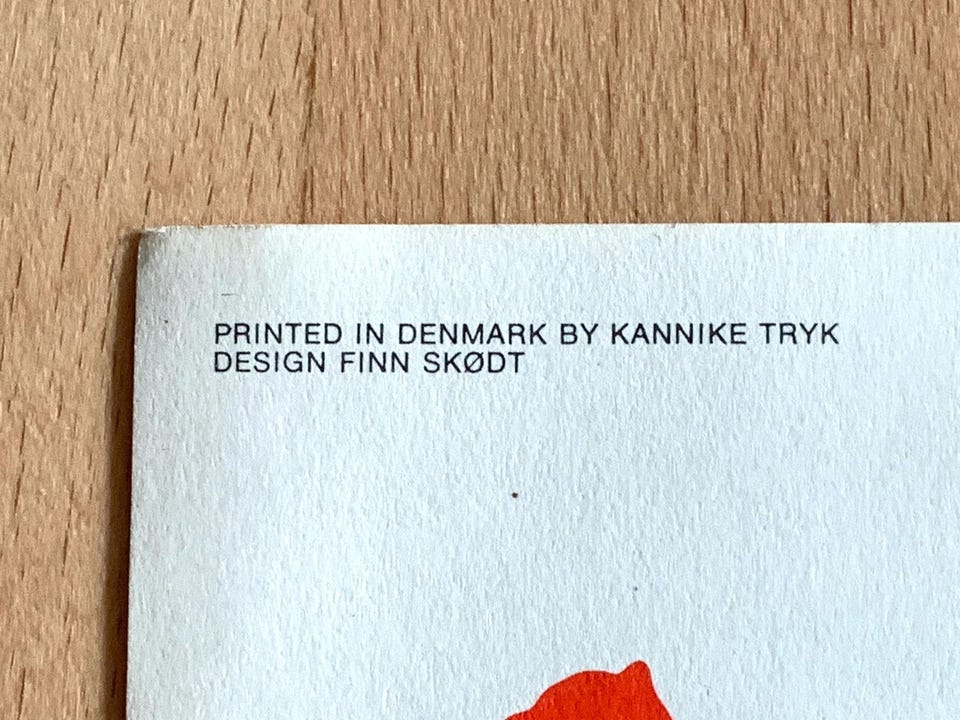 PRINTED IN DENMARK BY KANNIKE TRYK
DESIGN FINN SKØDT